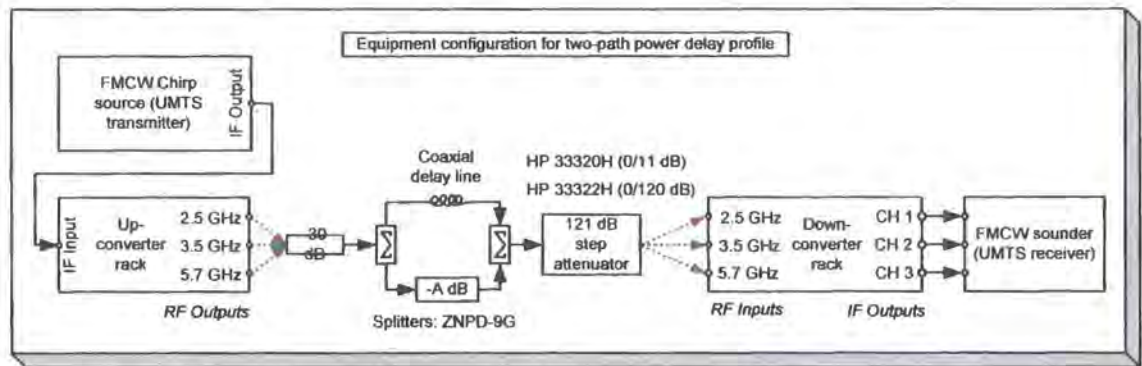 Equipment configuration for two-path power delay profile
FMCW Chirp
source (UMTS
transmitter)
IF Output
Coaxial
delay line
HP 33320H (0/11 dB)
HP 33322H (0/120 dB)
IF Input
Up-
converter
rack
2.5 GHz
3.5 GHz
5.7 GHz
RF Outputs
30
dB
Σ
-A dB
Σ
Splitters: ZNPD-9G
121 dB
step
attenuator
2.5 GHz
3.5 GHz
5.7 GHz
RF Inputs
Down-
converter
rack
CH 1
CH 2
CH 3
IF Outputs
FMCW sounder
(UMTS receiver)